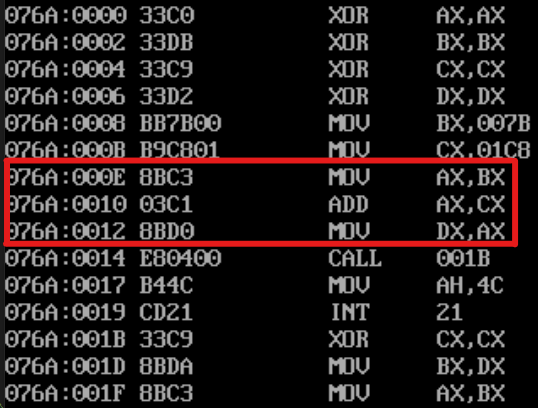 076A:0000 33C0 XOR AX,AX
076A:0002 33DB XOR BX,BX
076A:0004 33C9 XOR CX,CX
076A:0006 33D2 XOR DX,DX
076A:0008 BB7B00 MOV BX,007B
076A:000B B9C801 MOV CX,01C8
076A:000E 8BC3 MOV AX,BX
076A:0010 03C1 ADD AX,CX
076A:0012 8BD0 MOV DX,AX
076A:0014 E80400 CALL 001B
076A:0017 B44C MOV AH,4C
076A:0019 CD21 INT 21
076A:001B 33C9 XOR CX,CX
076A:001D 8BDA MOV BX,DX
076A:001F 8BC3 MOV AX,BX